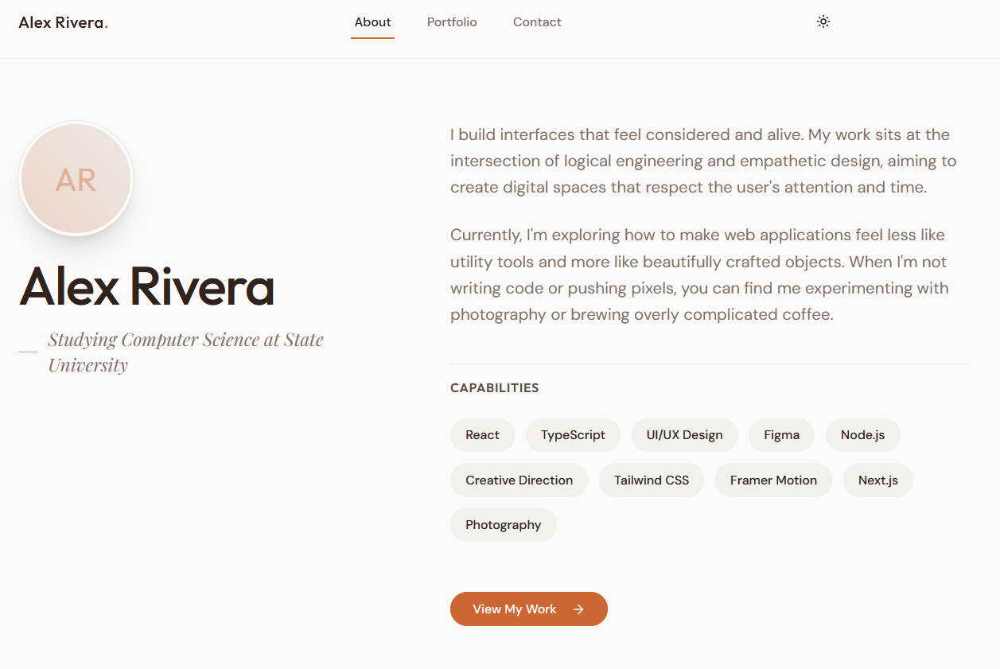 Alex Rivera.
About
Portfolio
Contact
AR
Alex Rivera
Studying Computer Science at State
University
I build interfaces that feel considered and alive. My work sits at the
intersection of logical engineering and empathetic design, aiming to
create digital spaces that respect the user's attention and time.
Currently, I'm exploring how to make web applications feel less like
utility tools and more like beautifully crafted objects. When I'm not
writing code or pushing pixels, you can find me experimenting with
photography or brewing overly complicated coffee.
CAPABILITIES
React
TypeScript
UI/UX Design
Figma
Node.js
Creative Direction
Tailwind CSS
Framer Motion
Next.js
Photography
View My Work